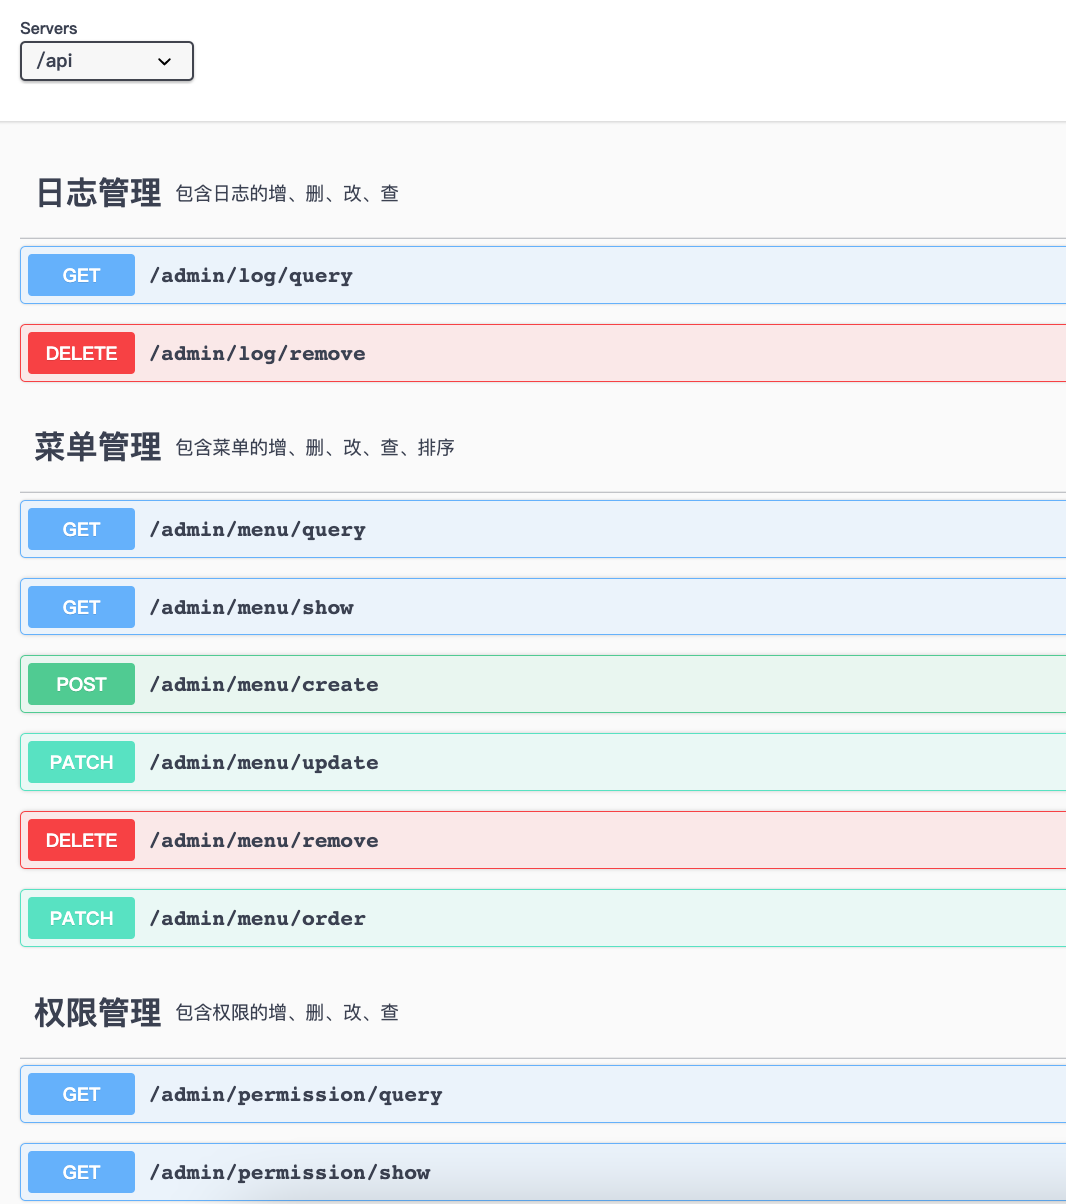 Servers
/api
日志管理 包含日志的增、删、改、查
GET /admin/log/query
DELETE /admin/log/remove
菜单管理 包含菜单的增、删、改、查、排序
GET /admin/menu/query
GET /admin/menu/show
POST /admin/menu/create
PATCH /admin/menu/update
DELETE /admin/menu/remove
PATCH /admin/menu/order
权限管理 包含权限的增、删、改、查
GET /admin/permission/query
GET /admin/permission/show